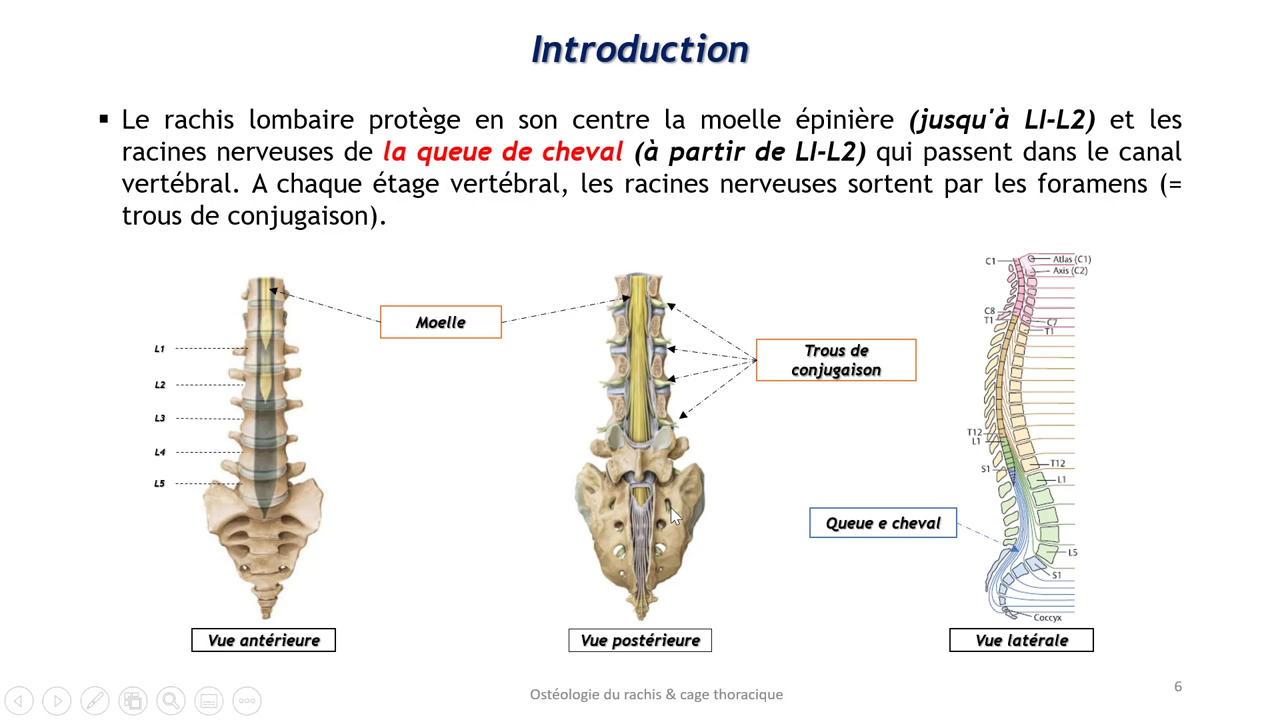 Introduction
▪ Le rachis lombaire protège en son centre la moelle épinière (jusqu'à LI-L2) et les
racines nerveuses de la queue de cheval (à partir de LI-L2) qui passent dans le canal
vertébral. A chaque étage vertébral, les racines nerveuses sortent par les foramens (=
trous de conjugaison).
Moelle
L1
L2
L3
L4
L5
Vue antérieure
Trous de
conjugaison
Vue postérieure
C1
Atlas (C1)
Axis (C2)
C8
T1
C7
T1
T12
L1
S1
T12
L1
Queue e cheval
L5
S1
Coccyx
Vue latérale
Ostéologie du rachis & cage thoracique
6